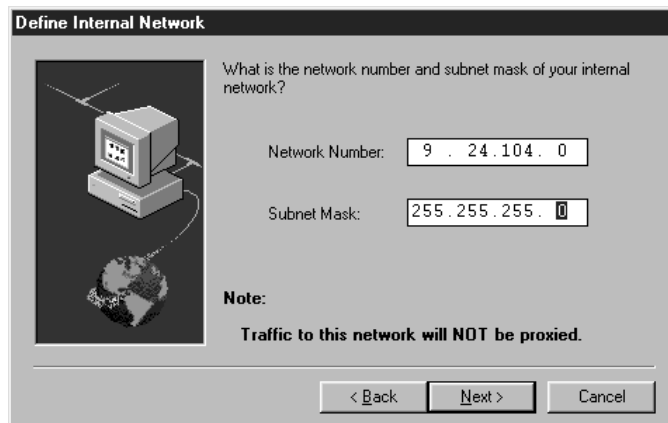 Define Internal Network
What is the network number and subnet mask of your internal
network?
Network Number: 9 . 24.104. 0
Subnet Mask: 255.255.255. 0
Note:
Traffic to this network will NOT be proxied.
< Back Next > Cancel